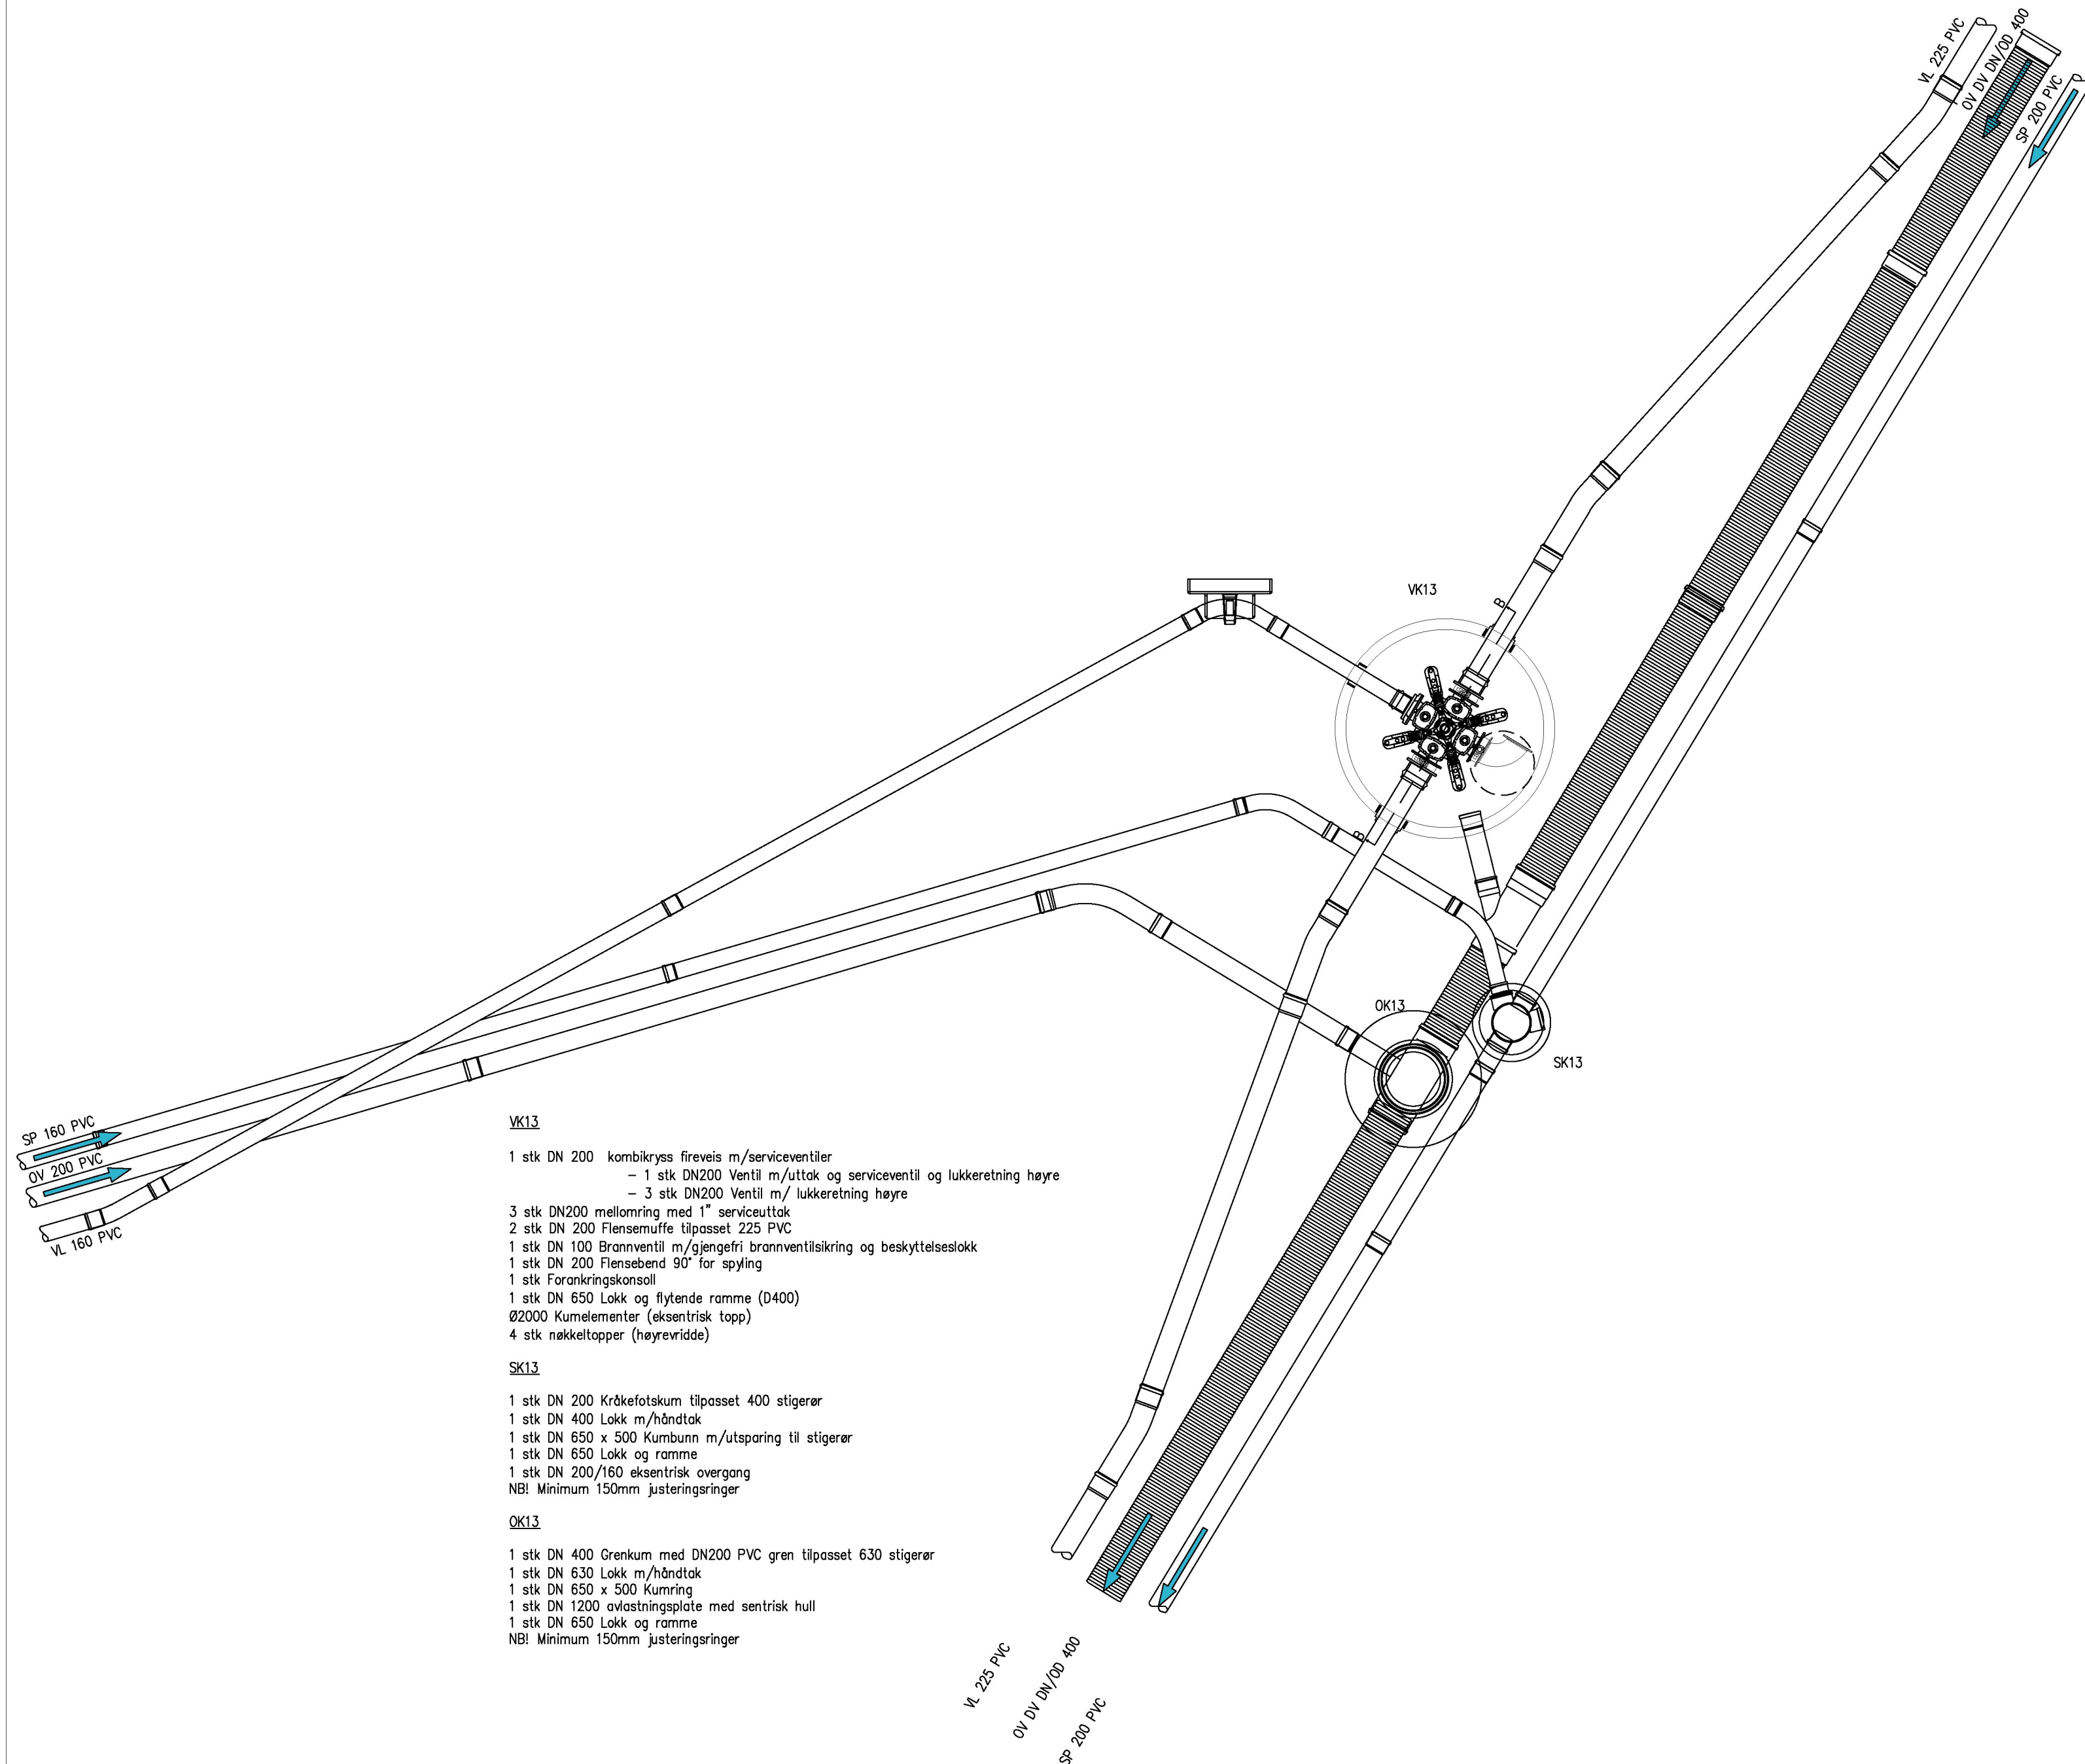 VL 225 PVC
OV DV DN/OD 400
SP 200 PVC
VK13
B
B
OK13
SK13
SP 160 PVC
OV 200 PVC
VL 160 PVC
VK13
1 stk DN 200 kombikryss fireveis m/serviceventiler
– 1 stk DN200 Ventil m/uttak og serviceventil og lukkeretning høyre
– 3 stk DN200 Ventil m/ lukkeretning høyre
3 stk DN200 mellomring med 1" serviceuttak
2 stk DN 200 Flensemuffe tilpasset 225 PVC
1 stk DN 100 Brannventil m/gjengefri brannventilsikring og beskyttelseslokk
1 stk DN 200 Flensebend 90° for spyling
1 stk Forankringskonsoll
1 stk DN 650 Lokk og flytende ramme (D400)
Ø2000 Kumelementer (eksentrisk topp)
4 stk nøkkeltopper (høyrevridde)
SK13
1 stk DN 200 Kråkefotskum tilpasset 400 stigerør
1 stk DN 400 Lokk m/håndtak
1 stk DN 650 x 500 Kumbunn m/utsparing til stigerør
1 stk DN 650 Lokk og ramme
1 stk DN 200/160 eksentrisk overgang
NB! Minimum 150mm justeringsringer
OK13
1 stk DN 400 Grenkum med DN200 PVC gren tilpasset 630 stigerør
1 stk DN 630 Lokk m/håndtak
1 stk DN 650 x 500 Kumring
1 stk DN 1200 avlastningsplate med sentrisk hull
1 stk DN 650 Lokk og ramme
NB! Minimum 150mm justeringsringer
VL 225 PVC
OV DV DN/OD 400
SP 200 PVC